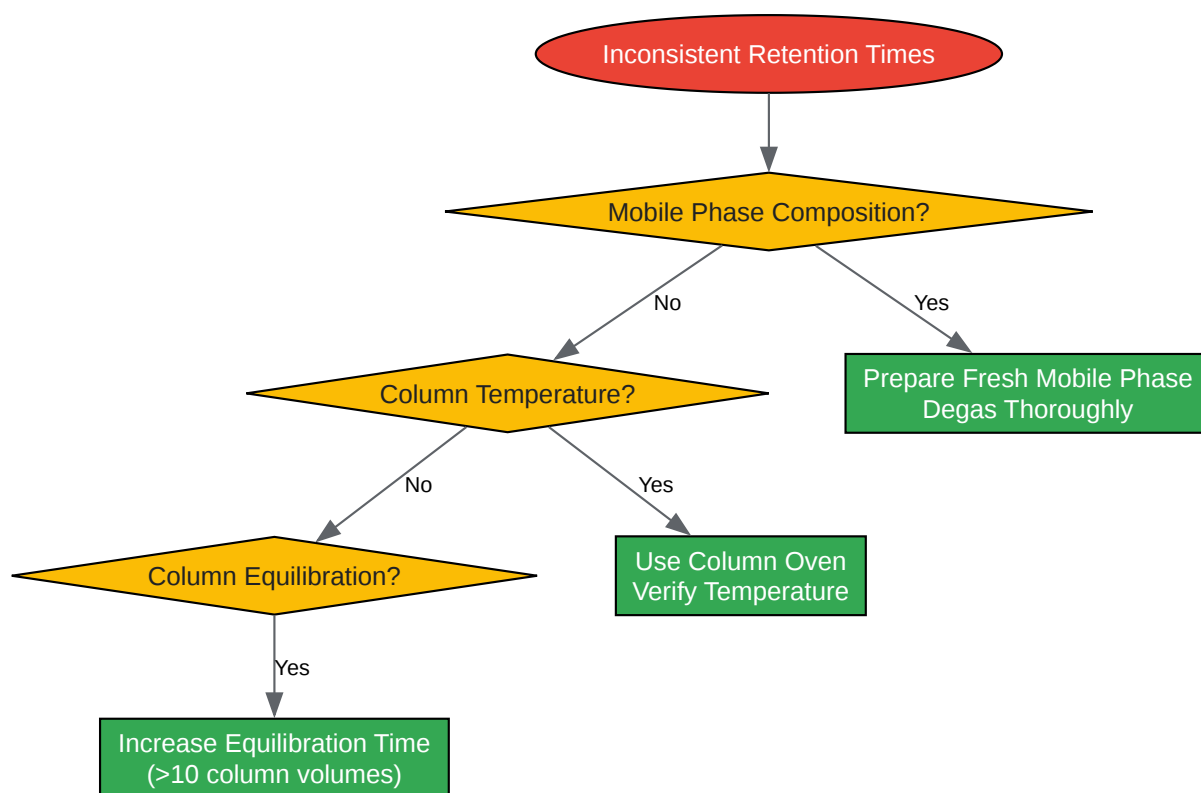 Inconsistent Retention Times
Mobile Phase Composition?
No
Yes
Prepare Fresh Mobile Phase
Degas Thoroughly
Column Temperature?
No
Yes
Use Column Oven
Verify Temperature
Column Equilibration?
Yes
Increase Equilibration Time
(>10 column volumes)